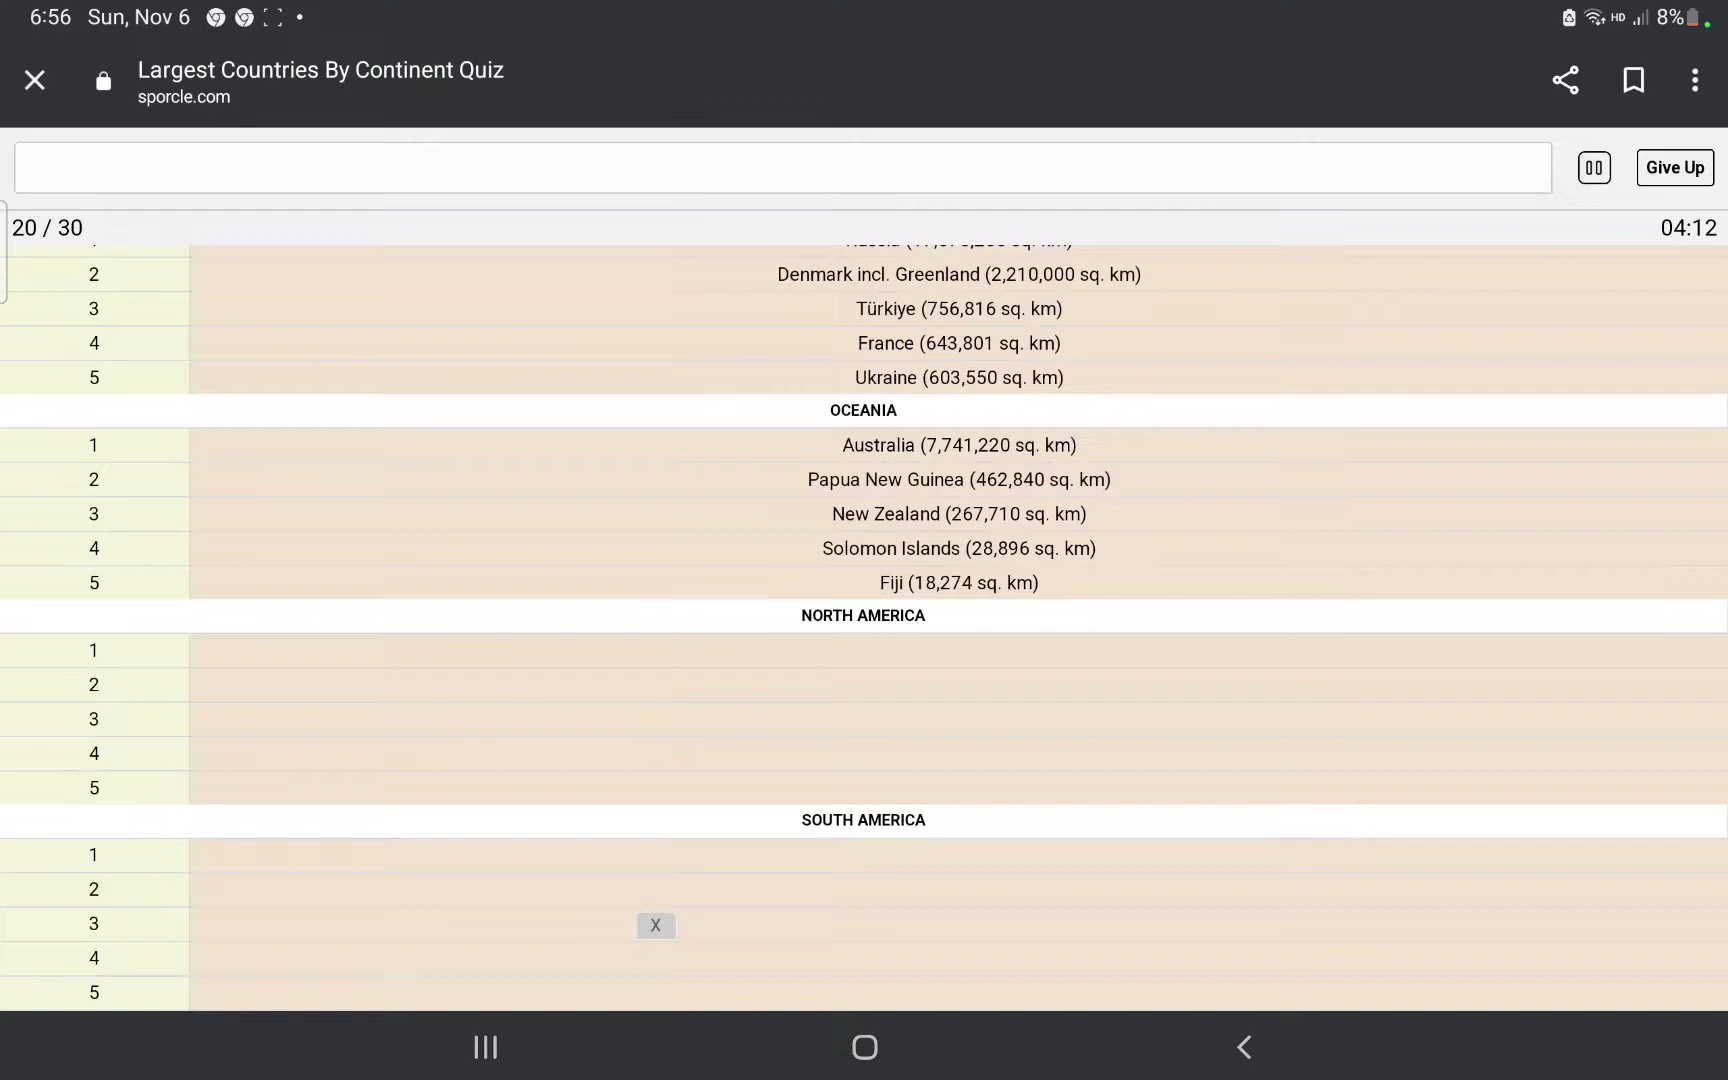 6:56 Sun, Nov 6
HD 8%
Largest Countries By Continent Quiz
sporcle.com
Give Up
20 / 30
04:12
2 Denmark incl. Greenland (2,210,000 sq. km)
3 Türkiye (756,816 sq. km)
4 France (643,801 sq. km)
5 Ukraine (603,550 sq. km)
OCEANIA
1 Australia (7,741,220 sq. km)
2 Papua New Guinea (462,840 sq. km)
3 New Zealand (267,710 sq. km)
4 Solomon Islands (28,896 sq. km)
5 Fiji (18,274 sq. km)
NORTH AMERICA
1
2
3
4
5
SOUTH AMERICA
1
2
3 X
4
5